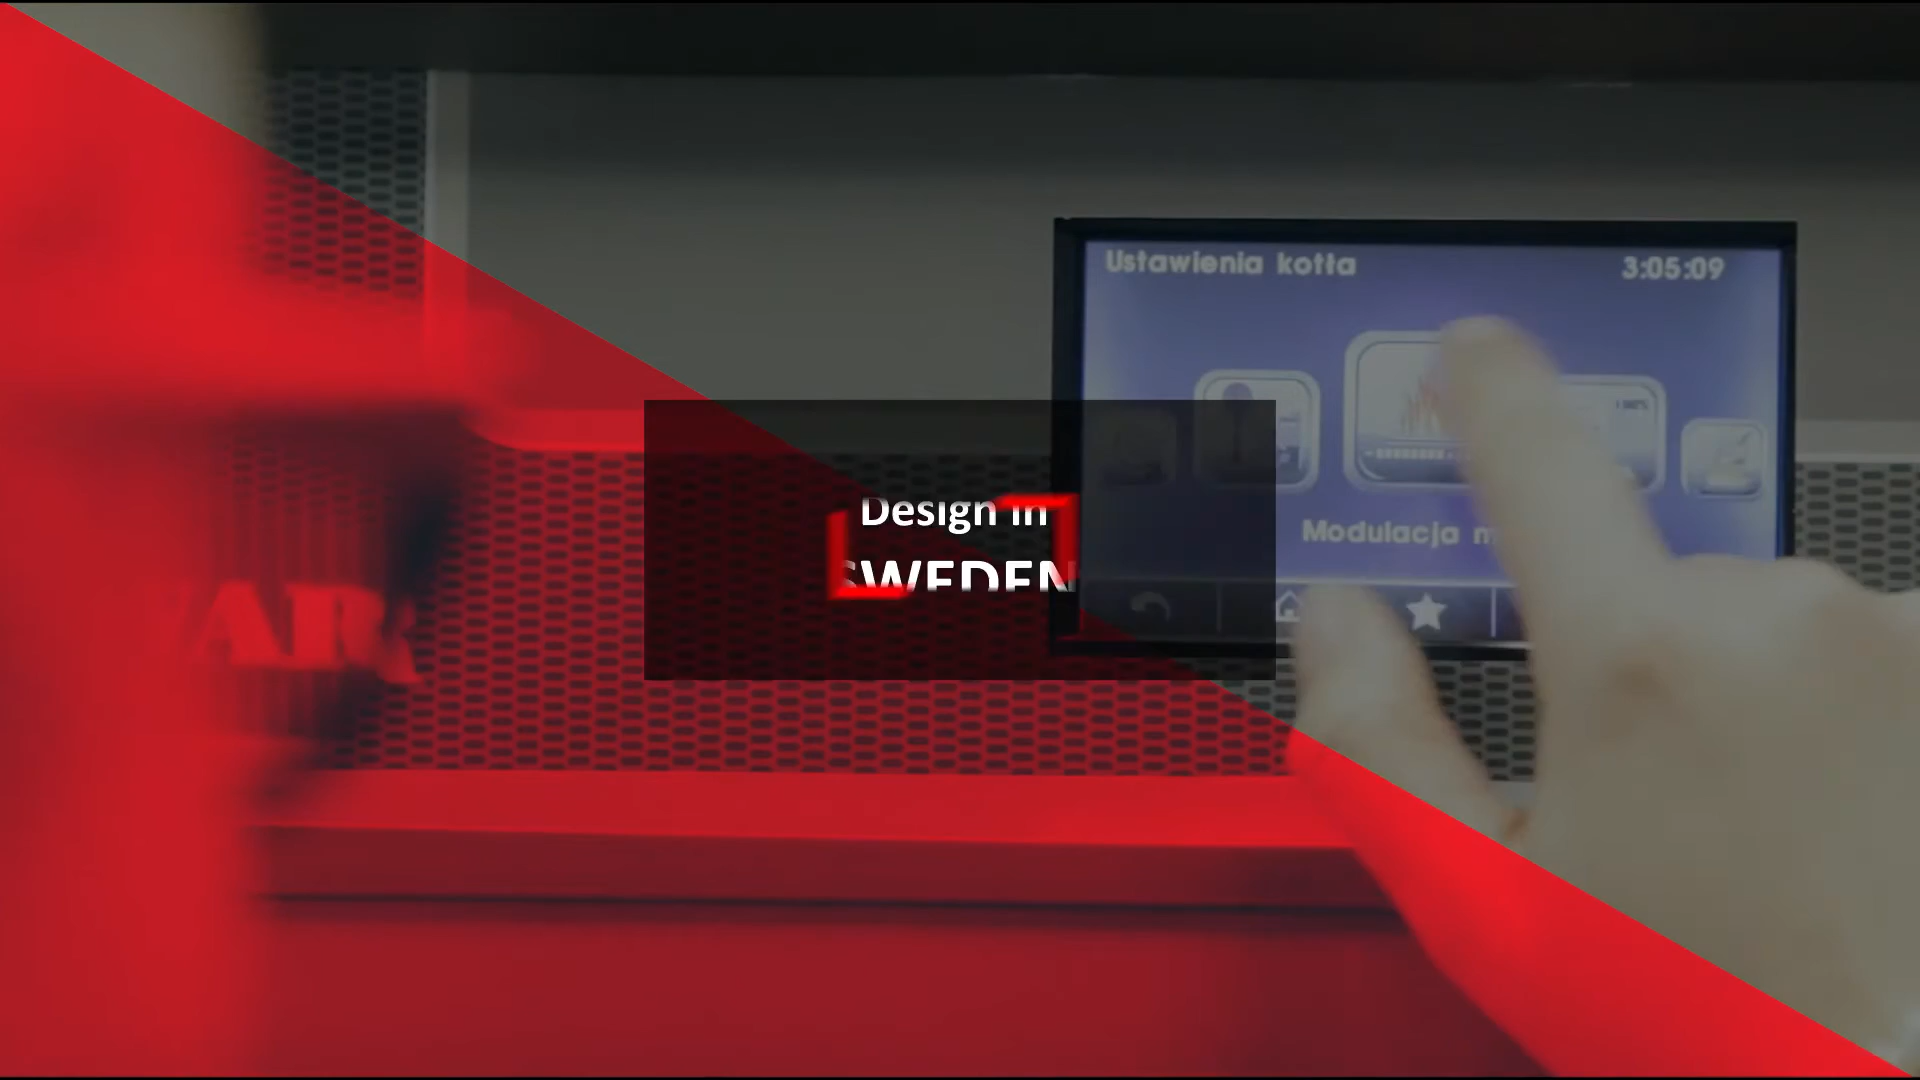 Ustawienia kotła
3:05:09
Design in
SWEDEN
Modulacja